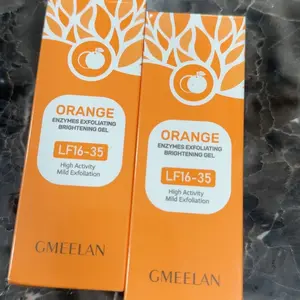 ORANGE
ENZYMES EXFOLIATING
BRIGHTENING GEL
LF16-35
High Activity
Mild Exfoliation
GMEELAN
ORANGE
ENZYMES EXFOLIATING
BRIGHTENING GEL
LF16-35
High Activity
Mild Exfoliation
GMEELAN